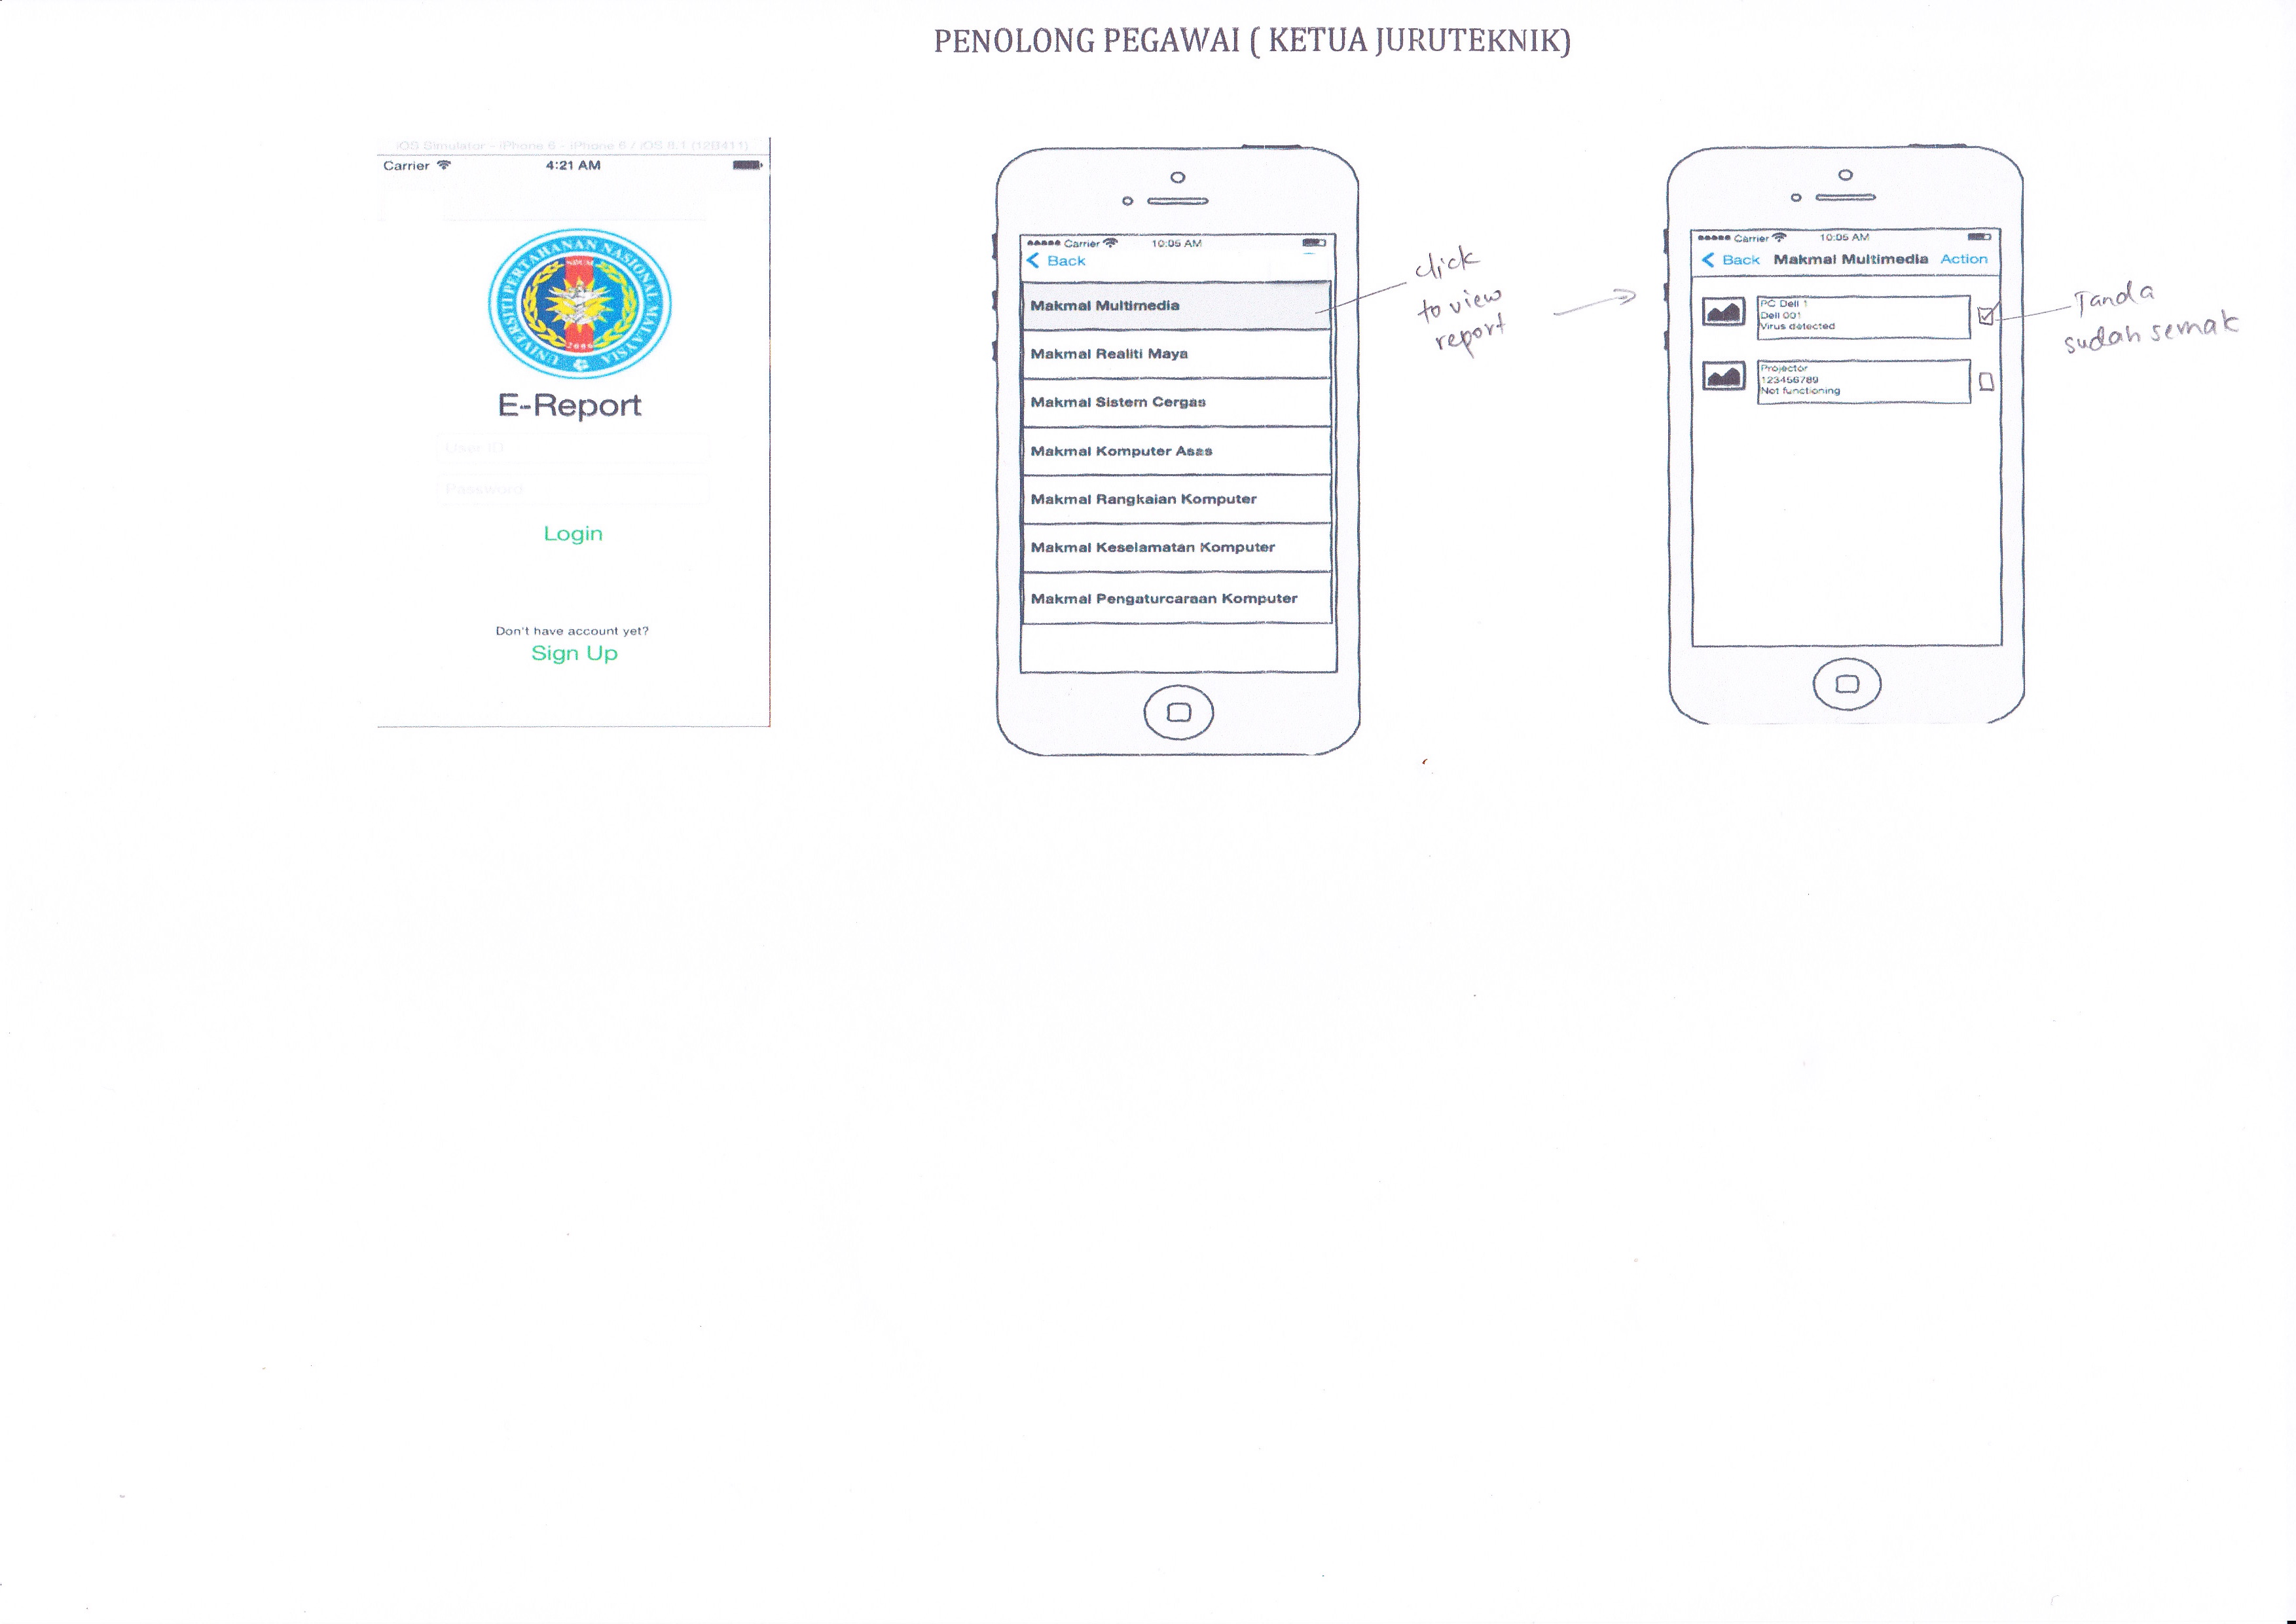 PENOLONG PEGAWAI ( KETUA JURUTEKNIK)
iOS Simulator - iPhone 6 - iPhone 6 / iOS 8.1 (12B411)
Carrier 4:21 AM
UNIVERSITI PERTAHANAN NASIONAL MALAYSIA
2006
E-Report
User ID
Password
Login
Don't have account yet?
Sign Up
Carrier 10:05 AM
Back
Makmal Multimedia
Makmal Realiti Maya
Makmal Sistem Cergas
Makmal Komputer Asas
Makmal Rangkaian Komputer
Makmal Keselamatan Komputer
Makmal Pengaturcaraan Komputer
click
to view
report
Carrier 10:05 AM
Back Makmal Multimedia Action
PC Dell 1
Dell 001
Virus detected
Projector
123456789
Not functioning
Tanda
sudah semak